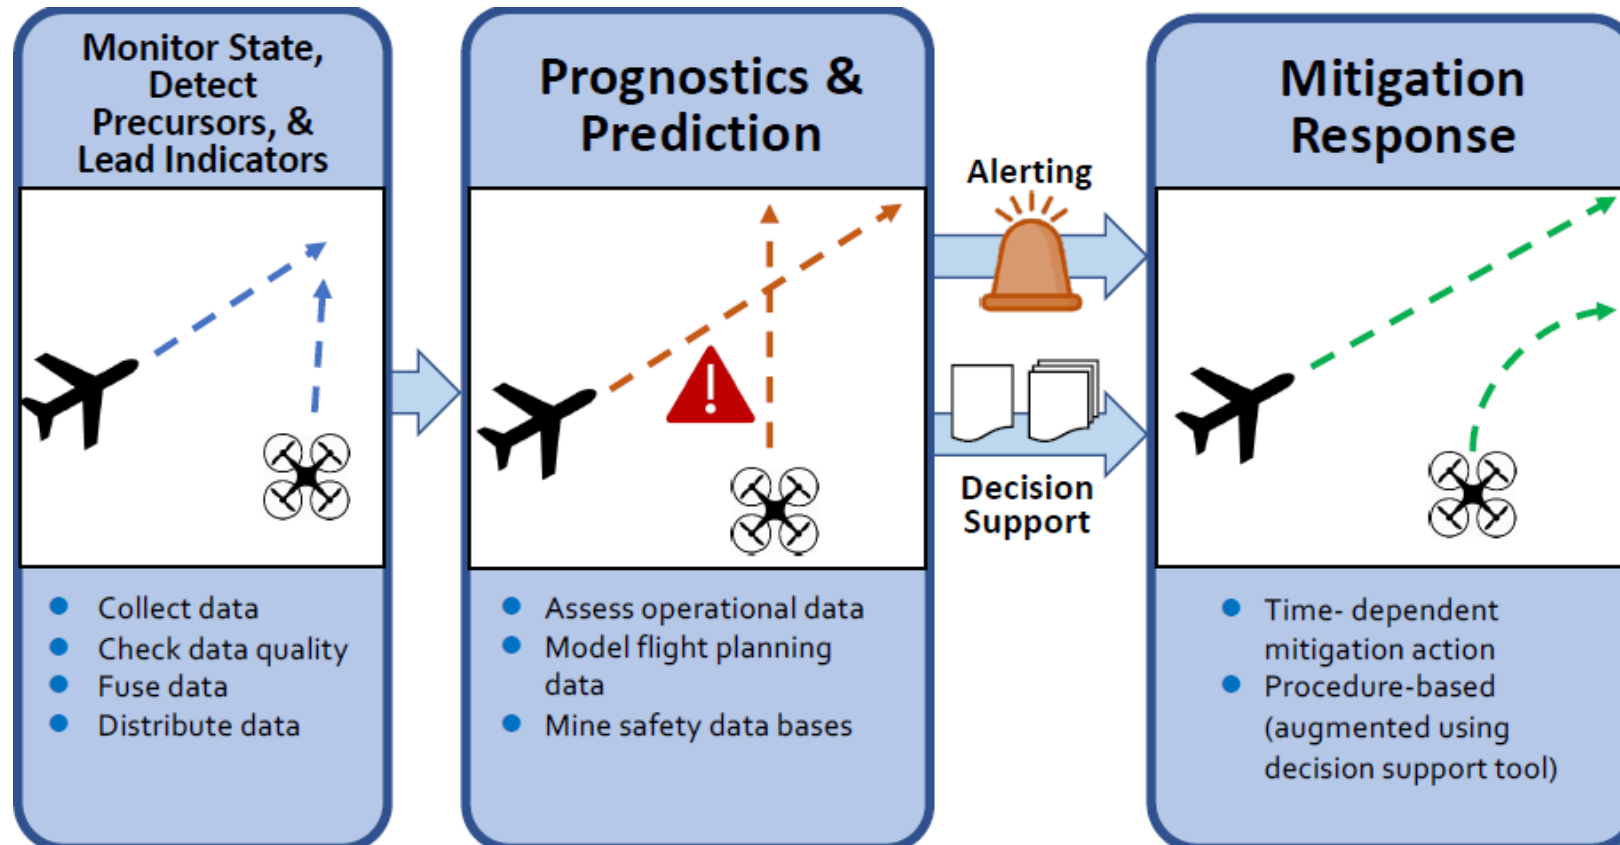 Monitor State,
Detect
Precursors, &
Lead Indicators
Collect data
Check data quality
Fuse data
Distribute data
Prognostics &
Prediction
Assess operational data
Model flight planning
data
Mine safety data bases
Alerting
Decision
Support
Mitigation
Response
Time- dependent
mitigation action
Procedure-based
(augmented using
decision support tool)